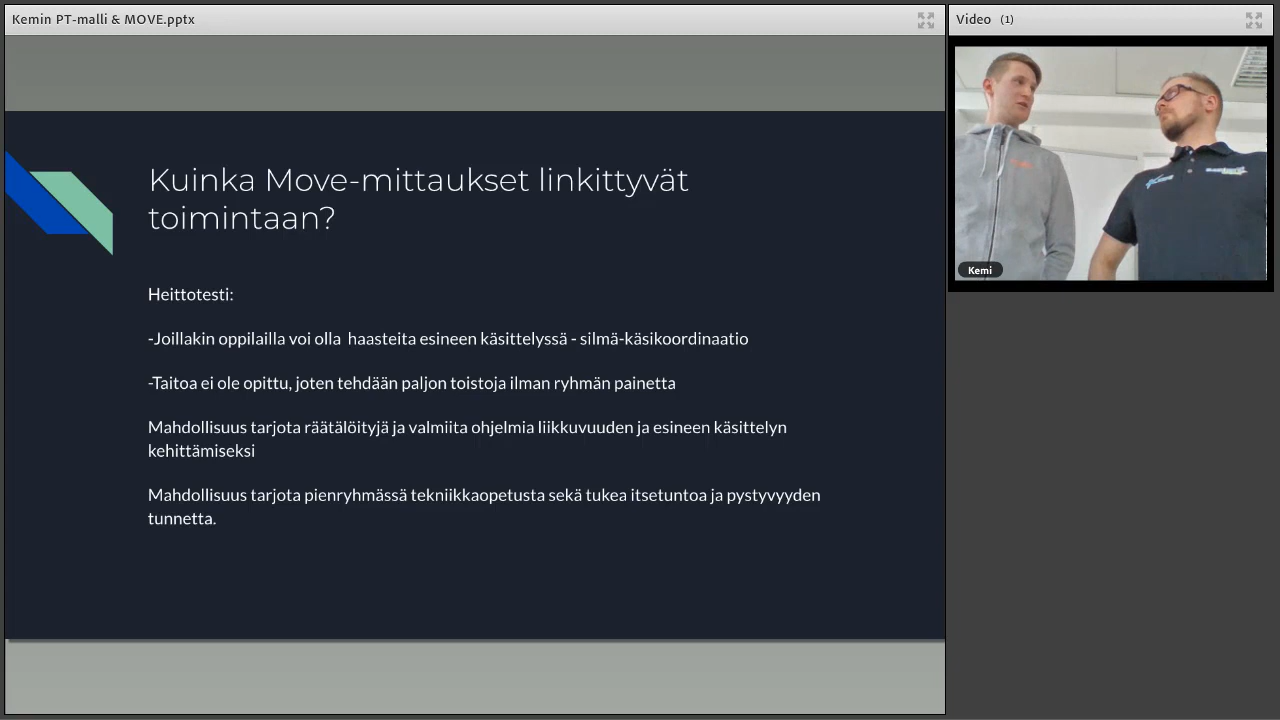 Kemin PT-malli & MOVE.pptx
Video (1)
Kuinka Move-mittaukset linkittyvät
toimintaan?
Heittotesti:
-Joillakin oppilailla voi olla haasteita esineen käsittelyssä - silmä-käsikoordinaatio
-Taitoa ei ole opittu, joten tehdään paljon toistoja ilman ryhmän painetta
Mahdollisuus tarjota räätälöityjä ja valmiita ohjelmia liikkuvuuden ja esineen käsittelyn
kehittämiseksi
Mahdollisuus tarjota pienryhmässä tekniikkaopetusta sekä tukea itsetuntoa ja pystyvyyden
tunnetta.
Kemi